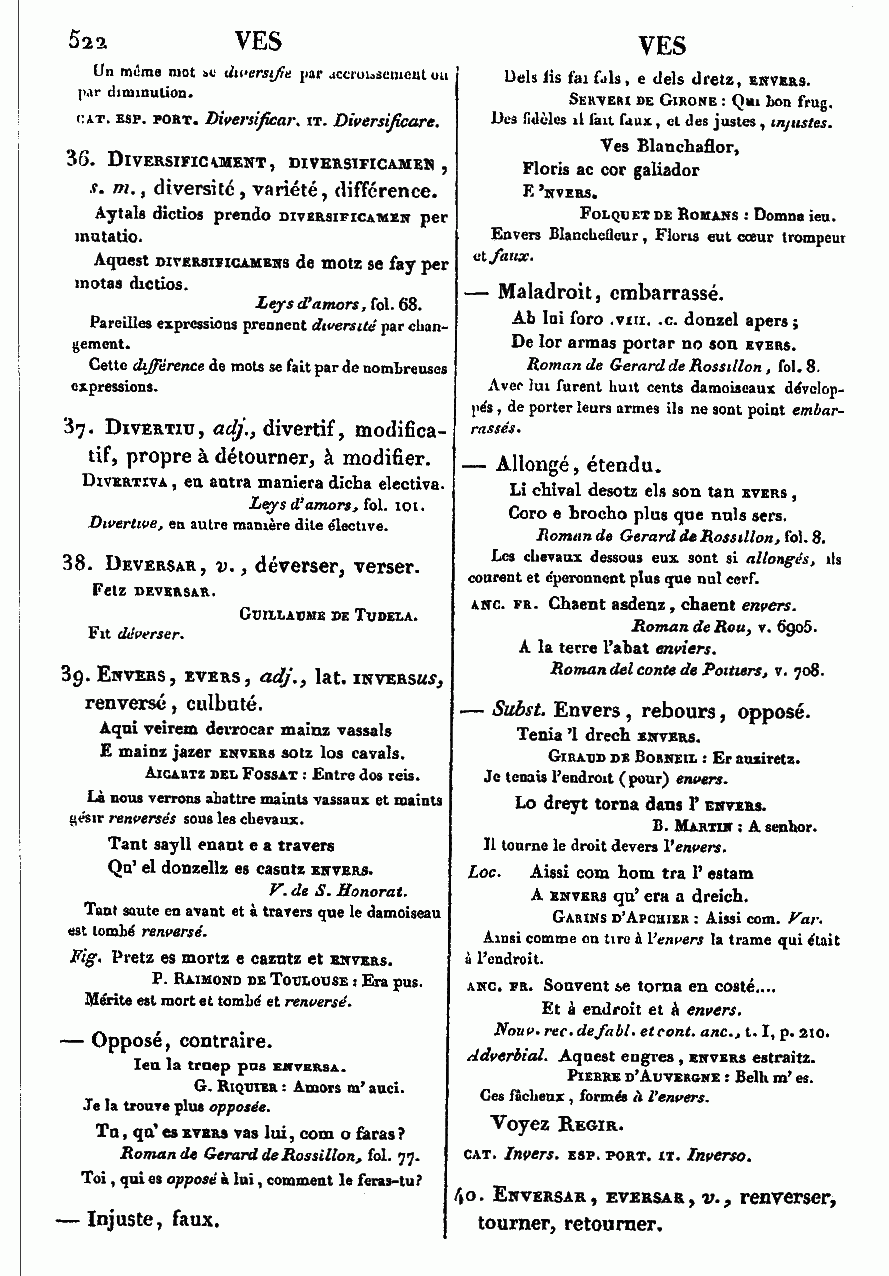 522 VES
Un même mot se diversifie par accroissement ou
par diminution.
CAT. ESP. PORT. Diversificar. IT. Diversificare.
36. DIVERSIFICAMENT, DIVERSIFICAMEN,
s. m., diversité, variété, différence.
Aytals dictios prendo DIVERSIFICAMEN per
mutatio.
Aquest DIVERSIFICAMENS de motz se fay per
motas dictios.
Leys d'amors, fol. 68.
Pareilles expressions prennent diversité par chan-
gement.
Cette différence de mots se fait par de nombreuses
expressions.
37. DIVERTIU, adj., divertif, modifica-
tif, propre à détourner, à modifier.
DIVERTIVA, en autra maniera dicha electiva.
Leys d'amors, fol. 101.
Divertive, en autre manière dite élective.
38. DEVERSAR, v., déverser, verser.
Fetz DEVERSAR.
GUILLAUME DE TUDELA.
Fit déverser.
39. ENVERS, EVERS, adj., lat. INVERSUS,
renversé, culbuté.
Aqui veirem derrocar mainz vassals
E mainz jazer ENVERS sotz los cavals.
AICARTZ DEL FOSSAT : Entre dos reis.
Là nous verrons abattre maints vassaux et maints
gésir renversés sous les chevaux.
Tant sayll enant e a travers
Qu' el donzellz es casutz ENVERS.
V. de S. Honorat.
Tant saute en avant et à travers que le damoiseau
est tombé renversé.
Fig. Pretz es mortz e cazutz et ENVERS.
P. RAIMOND DE TOULOUSE : Era pus.
Mérite est mort et tombé et renversé.
— Opposé, contraire.
Ieu la truep pus ENVERSA.
G. RIQUIER : Amors m' auci.
Je la trouve plus opposée.
Tu, qu' es EVERS vas lui, com o faras?
Roman de Gerard de Rossillon, fol. 77.
Toi, qui es opposé à lui, comment le feras-tu?
— Injuste, faux.
VES
Dels fis fai fals, e dels dretz, ENVERS.
SERVERI DE GIRONE : Qui bon frug.
Des fidèles il fait faux, et des justes, injustes.
Ves Blanchaflor,
Floris ac cor galiador
E 'NVERS.
FOLQUET DE ROMANS : Domna ieu.
Envers Blanchefleur, Floris eut cœur trompeur
et faux.
— Maladroit, embarrassé.
Ab lui foro .VIII. .C. donzel apers;
De lor armas portar no son EVERS.
Roman de Gerard de Rossillon, fol. 8.
Avec lui furent huit cents damoiseaux dévelop-
pés, de porter leurs armes ils ne sont point embar-
rassés.
— Allongé, étendu.
Li chival desotz els son tan EVERS,
Coro e brocho plus que nuls sers.
Roman de Gerard de Rossillon, fol. 8.
Les chevaux dessous eux sont si allongés, ils
courent et éperonnent plus que nul cerf.
ANC. FR. Chaent asdenz, chaent envers.
Roman de Rou, v. 6905.
A la terre l'abat enviers.
Roman del conte de Poitiers, v. 708.
— Subst. Envers, rebours, opposé.
Tenia 'l drech ENVERS.
GIRAUD DE BORNEIL : Er auziretz.
Je tenais l'endroit (pour) envers.
Lo dreyt torna dans l' ENVERS.
B. MARTIN : A senhor.
Il tourne le droit devers l'envers.
Loc. Aissi com hom tra l' estam
A ENVERS qu' era a dreich.
GARINS D'APCHIER : Aissi com. Var.
Ainsi comme on tire à l'envers la trame qui était
à l'endroit.
ANC. FR. Souvent se torna en costé....
Et à endroit et à envers.
Nouv. rec. de fabl. et cont. anc., t. I, p. 210.
Adverbial. Aquest engres, ENVERS estraitz.
PIERRE D'AUVERGNE : Belh m' es.
Ces fâcheux, formés à l'envers.
Voyez REGIR.
CAT. Invers. ESP. PORT. IT. Inverso.
40. ENVERSAR, EVERSAR, v., renverser,
tourner, retourner.